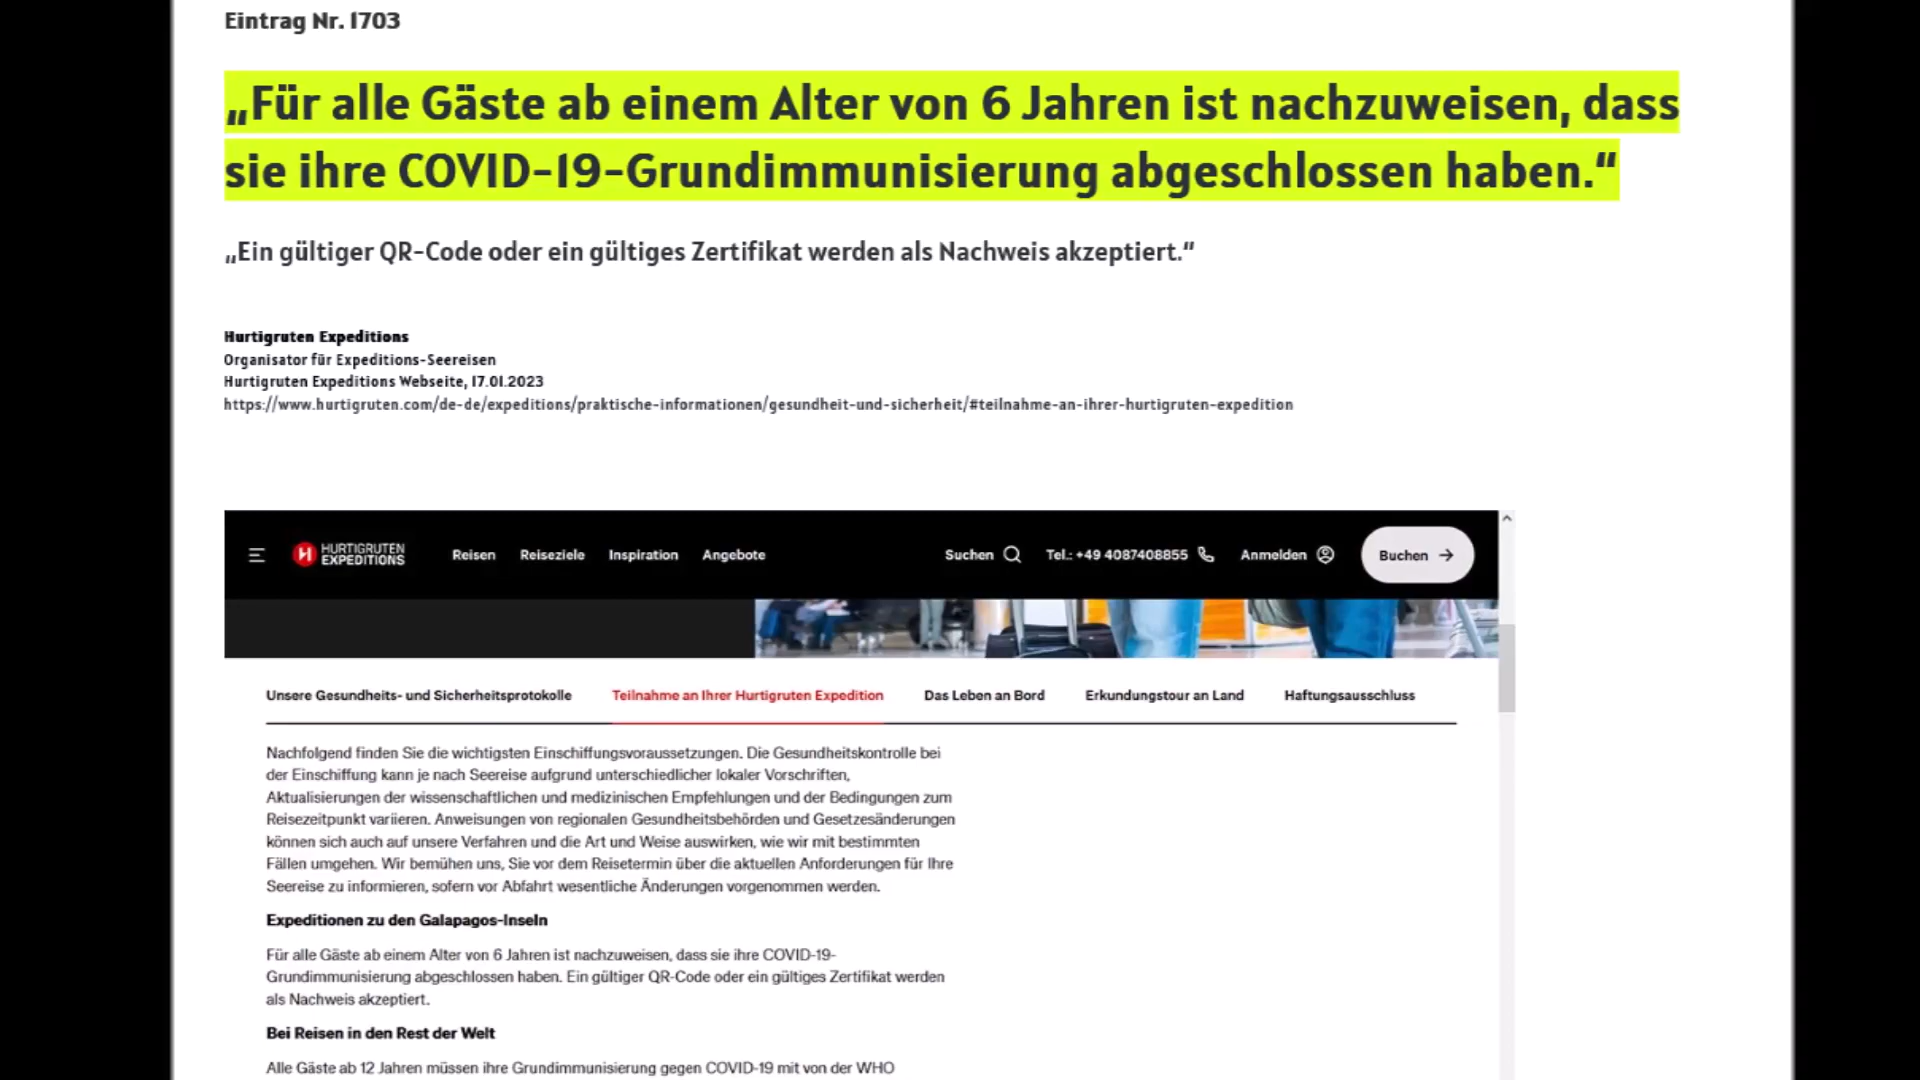 Eintrag Nr. 1703
„Für alle Gäste ab einem Alter von 6 Jahren ist nachzuweisen, dass
sie ihre COVID-19-Grundimmunisierung abgeschlossen haben.“
„Ein gültiger QR-Code oder ein gültiges Zertifikat werden als Nachweis akzeptiert.“
Hurtigruten Expeditions
Organisator für Expeditions-Seereisen
Hurtigruten Expeditions Webseite, 17.01.2023
https://www.hurtigruten.com/de-de/expeditions/praktische-informationen/gesundheit-und-sicherheit/#teilnahme-an-ihrer-hurtigruten-expedition
HURTIGRUTEN
EXPEDITIONS
Reisen Reiseziele Inspiration Angebote Suchen Tel.: +49 4087408855 Anmelden Buchen →
Unsere Gesundheits- und Sicherheitsprotokolle Teilnahme an Ihrer Hurtigruten Expedition Das Leben an Bord Erkundungstour an Land Haftungsausschluss
Nachfolgend finden Sie die wichtigsten Einschiffungsvoraussetzungen. Die Gesundheitskontrolle bei
der Einschiffung kann je nach Seereise aufgrund unterschiedlicher lokaler Vorschriften,
Aktualisierungen der wissenschaftlichen und medizinischen Empfehlungen und der Bedingungen zum
Reisezeitpunkt variieren. Anweisungen von regionalen Gesundheitsbehörden und Gesetzesänderungen
können sich auch auf unsere Verfahren und die Art und Weise auswirken, wie wir mit bestimmten
Fällen umgehen. Wir bemühen uns, Sie vor dem Reisetermin über die aktuellen Anforderungen für Ihre
Seereise zu informieren, sofern vor Abfahrt wesentliche Änderungen vorgenommen werden.
Expeditionen zu den Galapagos-Inseln
Für alle Gäste ab einem Alter von 6 Jahren ist nachzuweisen, dass sie ihre COVID-19-
Grundimmunisierung abgeschlossen haben. Ein gültiger QR-Code oder ein gültiges Zertifikat werden
als Nachweis akzeptiert.
Bei Reisen in den Rest der Welt
Alle Gäste ab 12 Jahren müssen ihre Grundimmunisierung gegen COVID-19 mit von der WHO